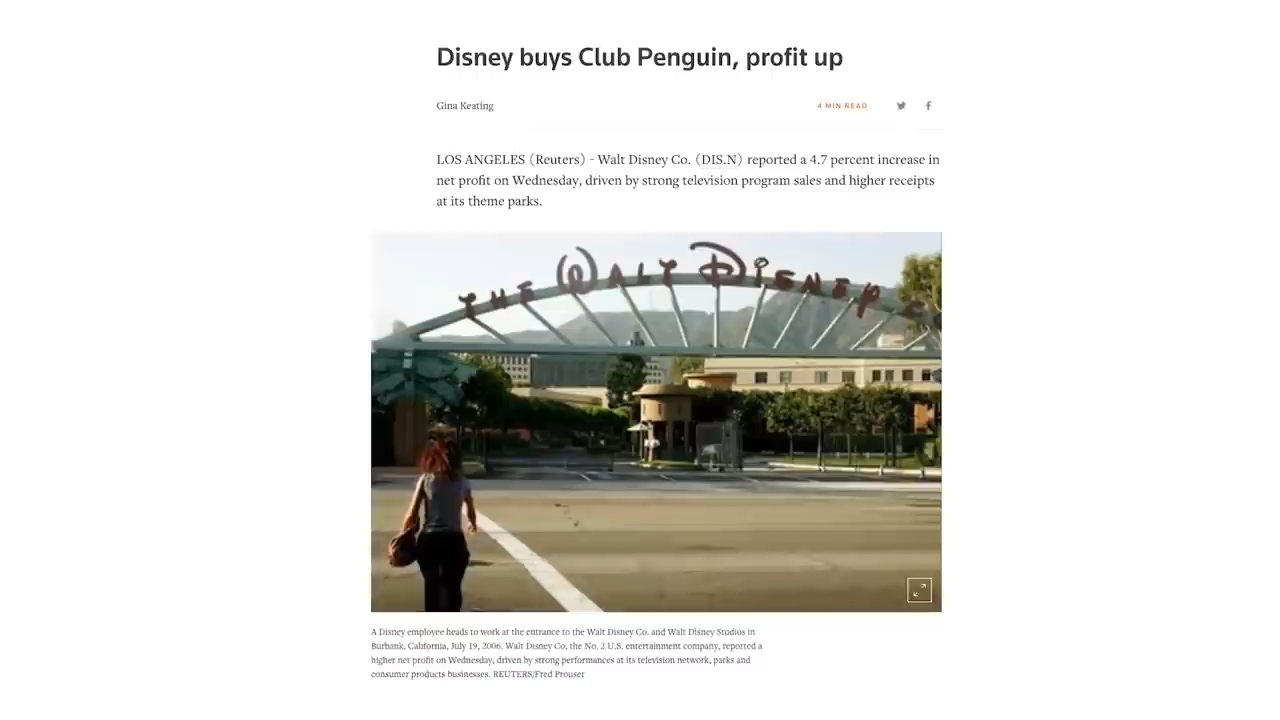 Disney buys Club Penguin, profit up
Gina Keating
4 MIN READ
LOS ANGELES (Reuters) - Walt Disney Co. (DIS.N) reported a 4.7 percent increase in
net profit on Wednesday, driven by strong television program sales and higher receipts
at its theme parks.
THE WALT DISNEY C
A Disney employee heads to work at the entrance to the Walt Disney Co. and Walt Disney Studios in
Burbank, California, July 19, 2006. Walt Disney Co, the No. 2 U.S. entertainment company, reported a
higher net profit on Wednesday, driven by strong performances at its television network, parks and
consumer products businesses. REUTERS/Fred Prouser